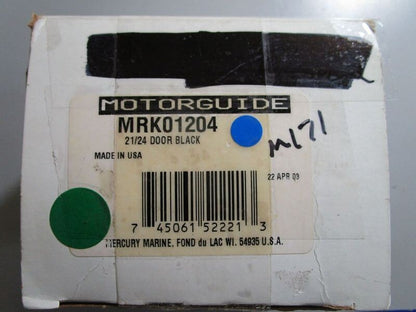 MOTORGUIDE
MRK01204
21/24 DOOR BLACK
m171
MADE IN USA
22 APR 09
7 45061 52221 3
MERCURY MARINE, FOND du LAC WI. 54935 U.S.A.